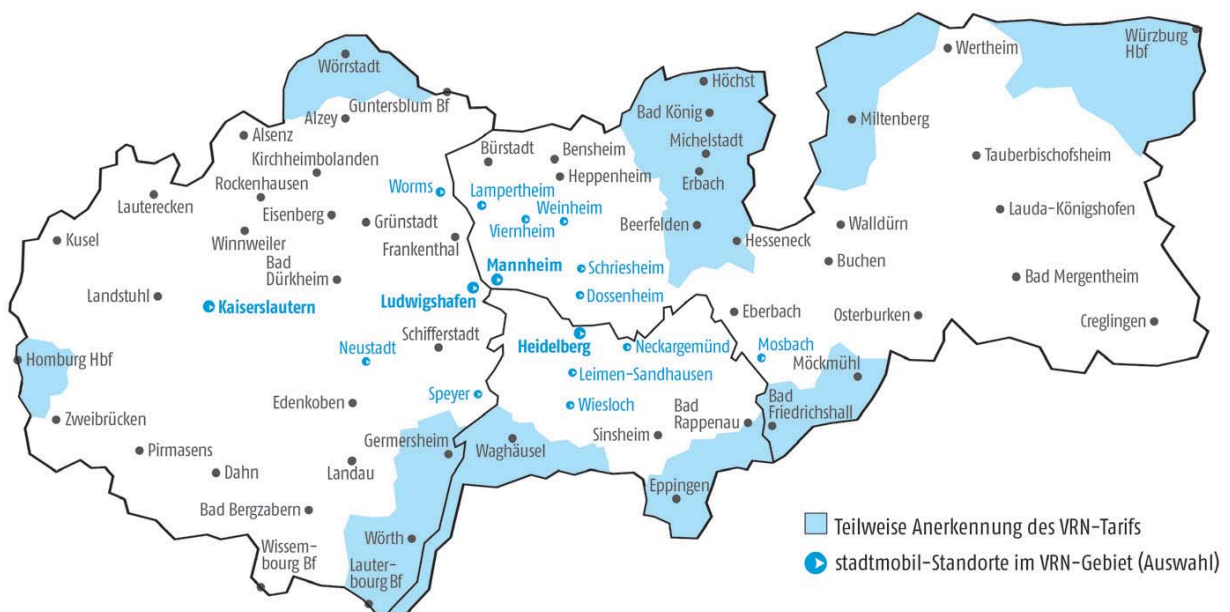 Würzburg
Hbf
Wertheim
Wörrstadt
Höchst
Guntersblum Bf
Bad König
Alzey
Miltenberg
Alsenz
Michelstadt
Bürstadt
Bensheim
Tauberbischofsheim
Kirchheimbolanden
Heppenheim
Erbach
Rockenhausen
Worms
Lampertheim
Lauterecken
Weinheim
Lauda-Königshofen
Eisenberg
Grünstadt
Viernheim
Beerfelden
Walldürn
Kusel
Winnweiler
Frankenthal
Hesseneck
Bad
Dürkheim
Mannheim
Schriesheim
Buchen
Bad Mergentheim
Landstuhl
Kaiserslautern
Ludwigshafen
Dossenheim
Eberbach
Osterburken
Creglingen
Schifferstadt
Heidelberg
Neckargemünd
Mosbach
Homburg Hbf
Neustadt
Möckmühl
Leimen-Sandhausen
Speyer
Edenkoben
Wiesloch
Bad
Rappenau
Bad
Friedrichshall
Zweibrücken
Sinsheim
Germersheim
Waghäusel
Pirmasens
Landau
Dahn
Eppingen
Bad Bergzabern
Wörth
Wissem-
bourg Bf
Lauter-
bourg Bf
Teilweise Anerkennung des VRN-Tarifs
stadtmobil-Standorte im VRN-Gebiet (Auswahl)